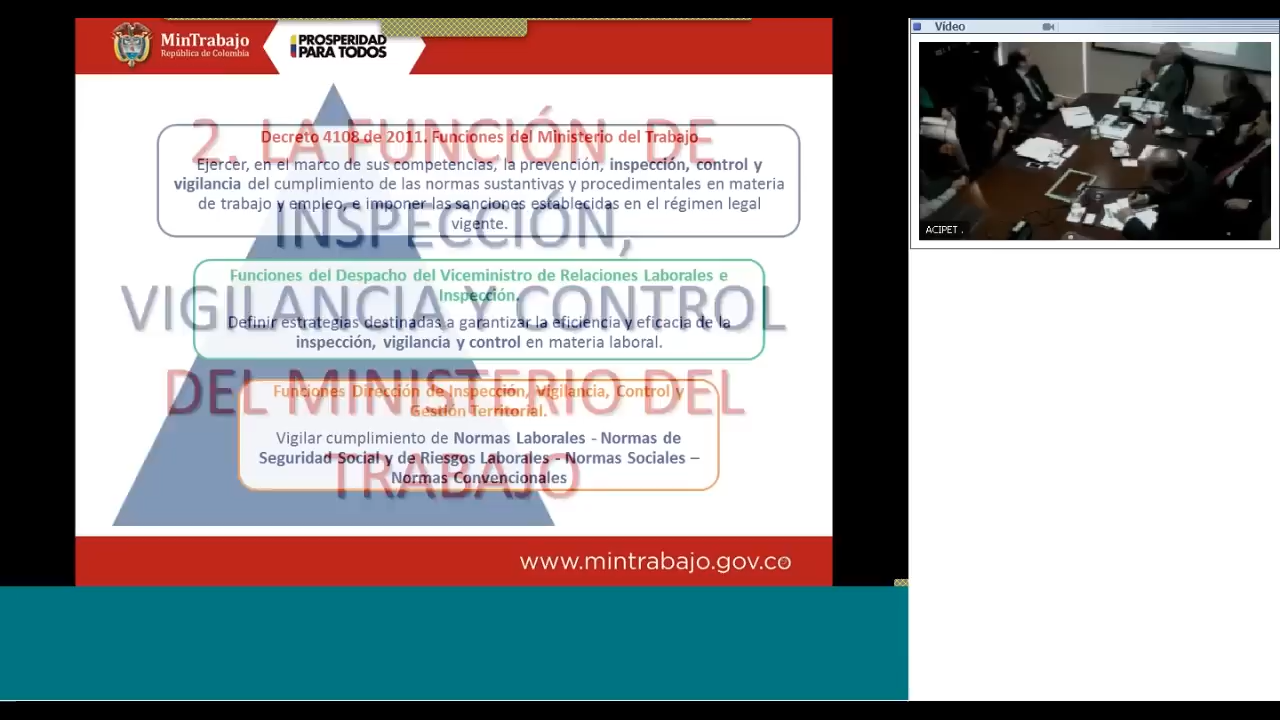 MinTrabajo
República de Colombia
PROSPERIDAD
PARA TODOS
2. LA FUNCIÓN DE
INSPECCIÓN,
VIGILANCIA Y CONTROL
DEL MINISTERIO DEL
TRABAJO
Decreto 4108 de 2011. Funciones del Ministerio del Trabajo
Ejercer, en el marco de sus competencias, la prevención, inspección, control y
vigilancia del cumplimiento de las normas sustantivas y procedimentales en materia
de trabajo y empleo, e imponer las sanciones establecidas en el régimen legal
vigente.
Funciones del Despacho del Viceministro de Relaciones Laborales e
Inspección.
Definir estrategias destinadas a garantizar la eficiencia y eficacia de la
inspección, vigilancia y control en materia laboral.
Funciones Dirección de Inspección, Vigilancia, Control y
Gestión Territorial.
Vigilar cumplimiento de Normas Laborales - Normas de
Seguridad Social y de Riesgos Laborales - Normas Sociales –
Normas Convencionales
www.mintrabajo.gov.co
Vídeo
ACIPET .